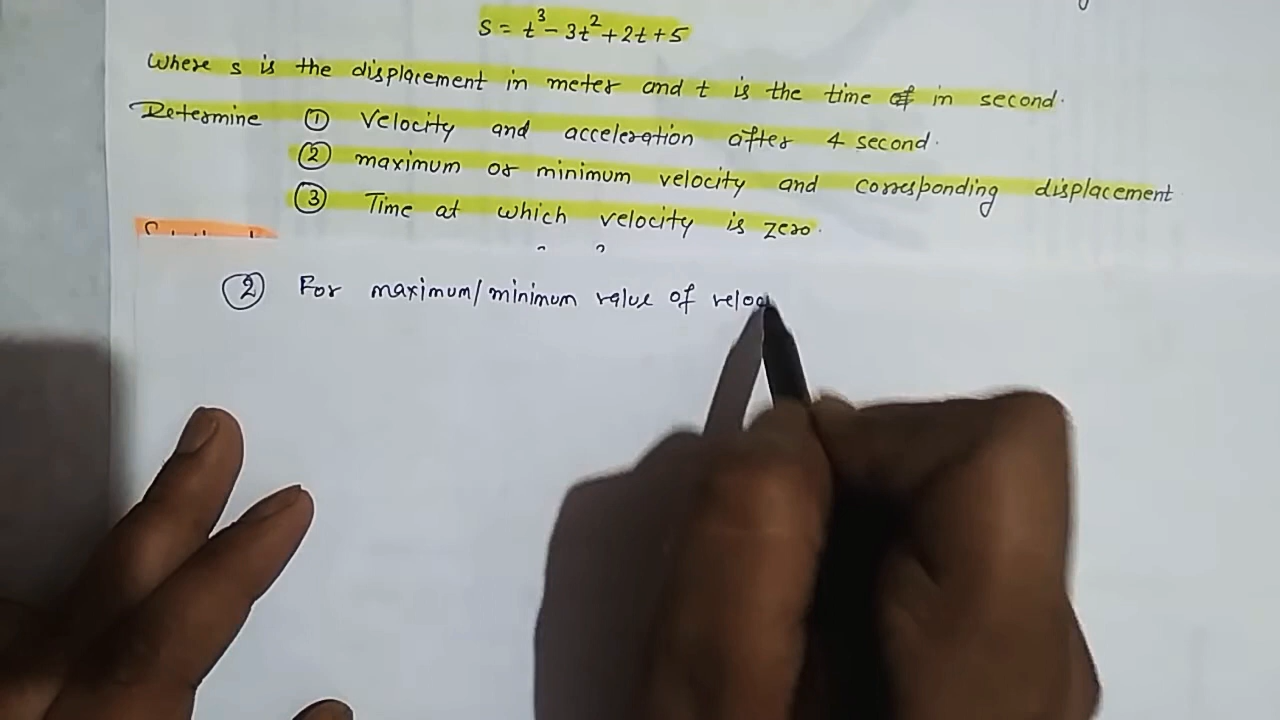 s = t³ - 3t² + 2t + 5
Where s is the displacement in meter and t is the time in second.
Determine ① Velocity and acceleration after 4 second.
② maximum or minimum velocity and corresponding displacement
③ Time at which velocity is zero.
② For maximum/minimum value of veloc